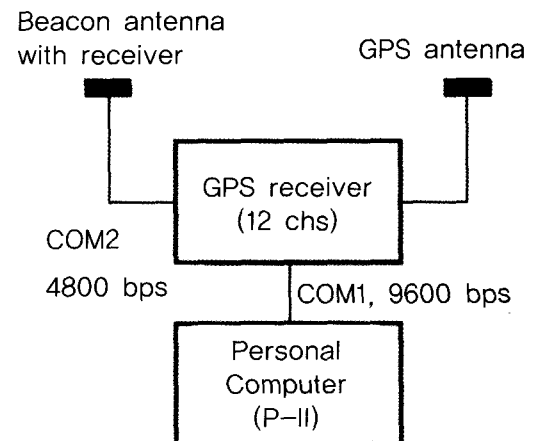 Beacon antenna
with receiver
GPS antenna
GPS receiver
(12 chs)
COM2
4800 bps
COM1, 9600 bps
Personal
Computer
(P-II)